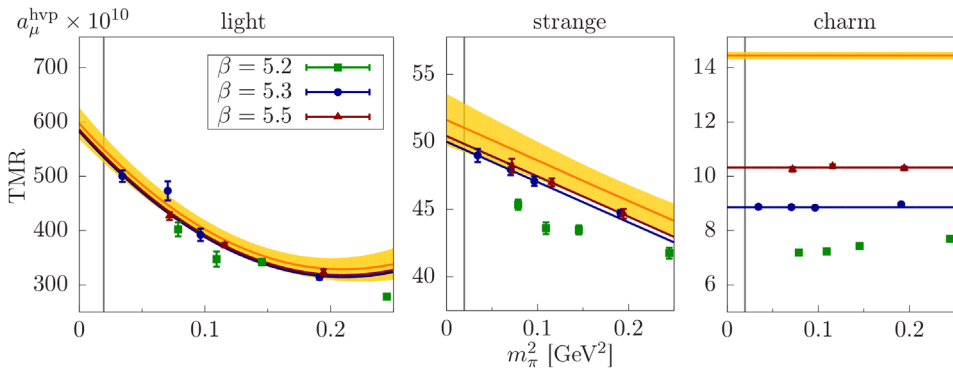 a_μ^hvp × 10^10
light
strange
charm
TMR
700
600
500
400
300
0
0.1
0.2
β = 5.2
β = 5.3
β = 5.5
55
50
45
40
0
0.1
0.2
m_π^2 [GeV^2]
14
12
10
8
6
0
0.1
0.2